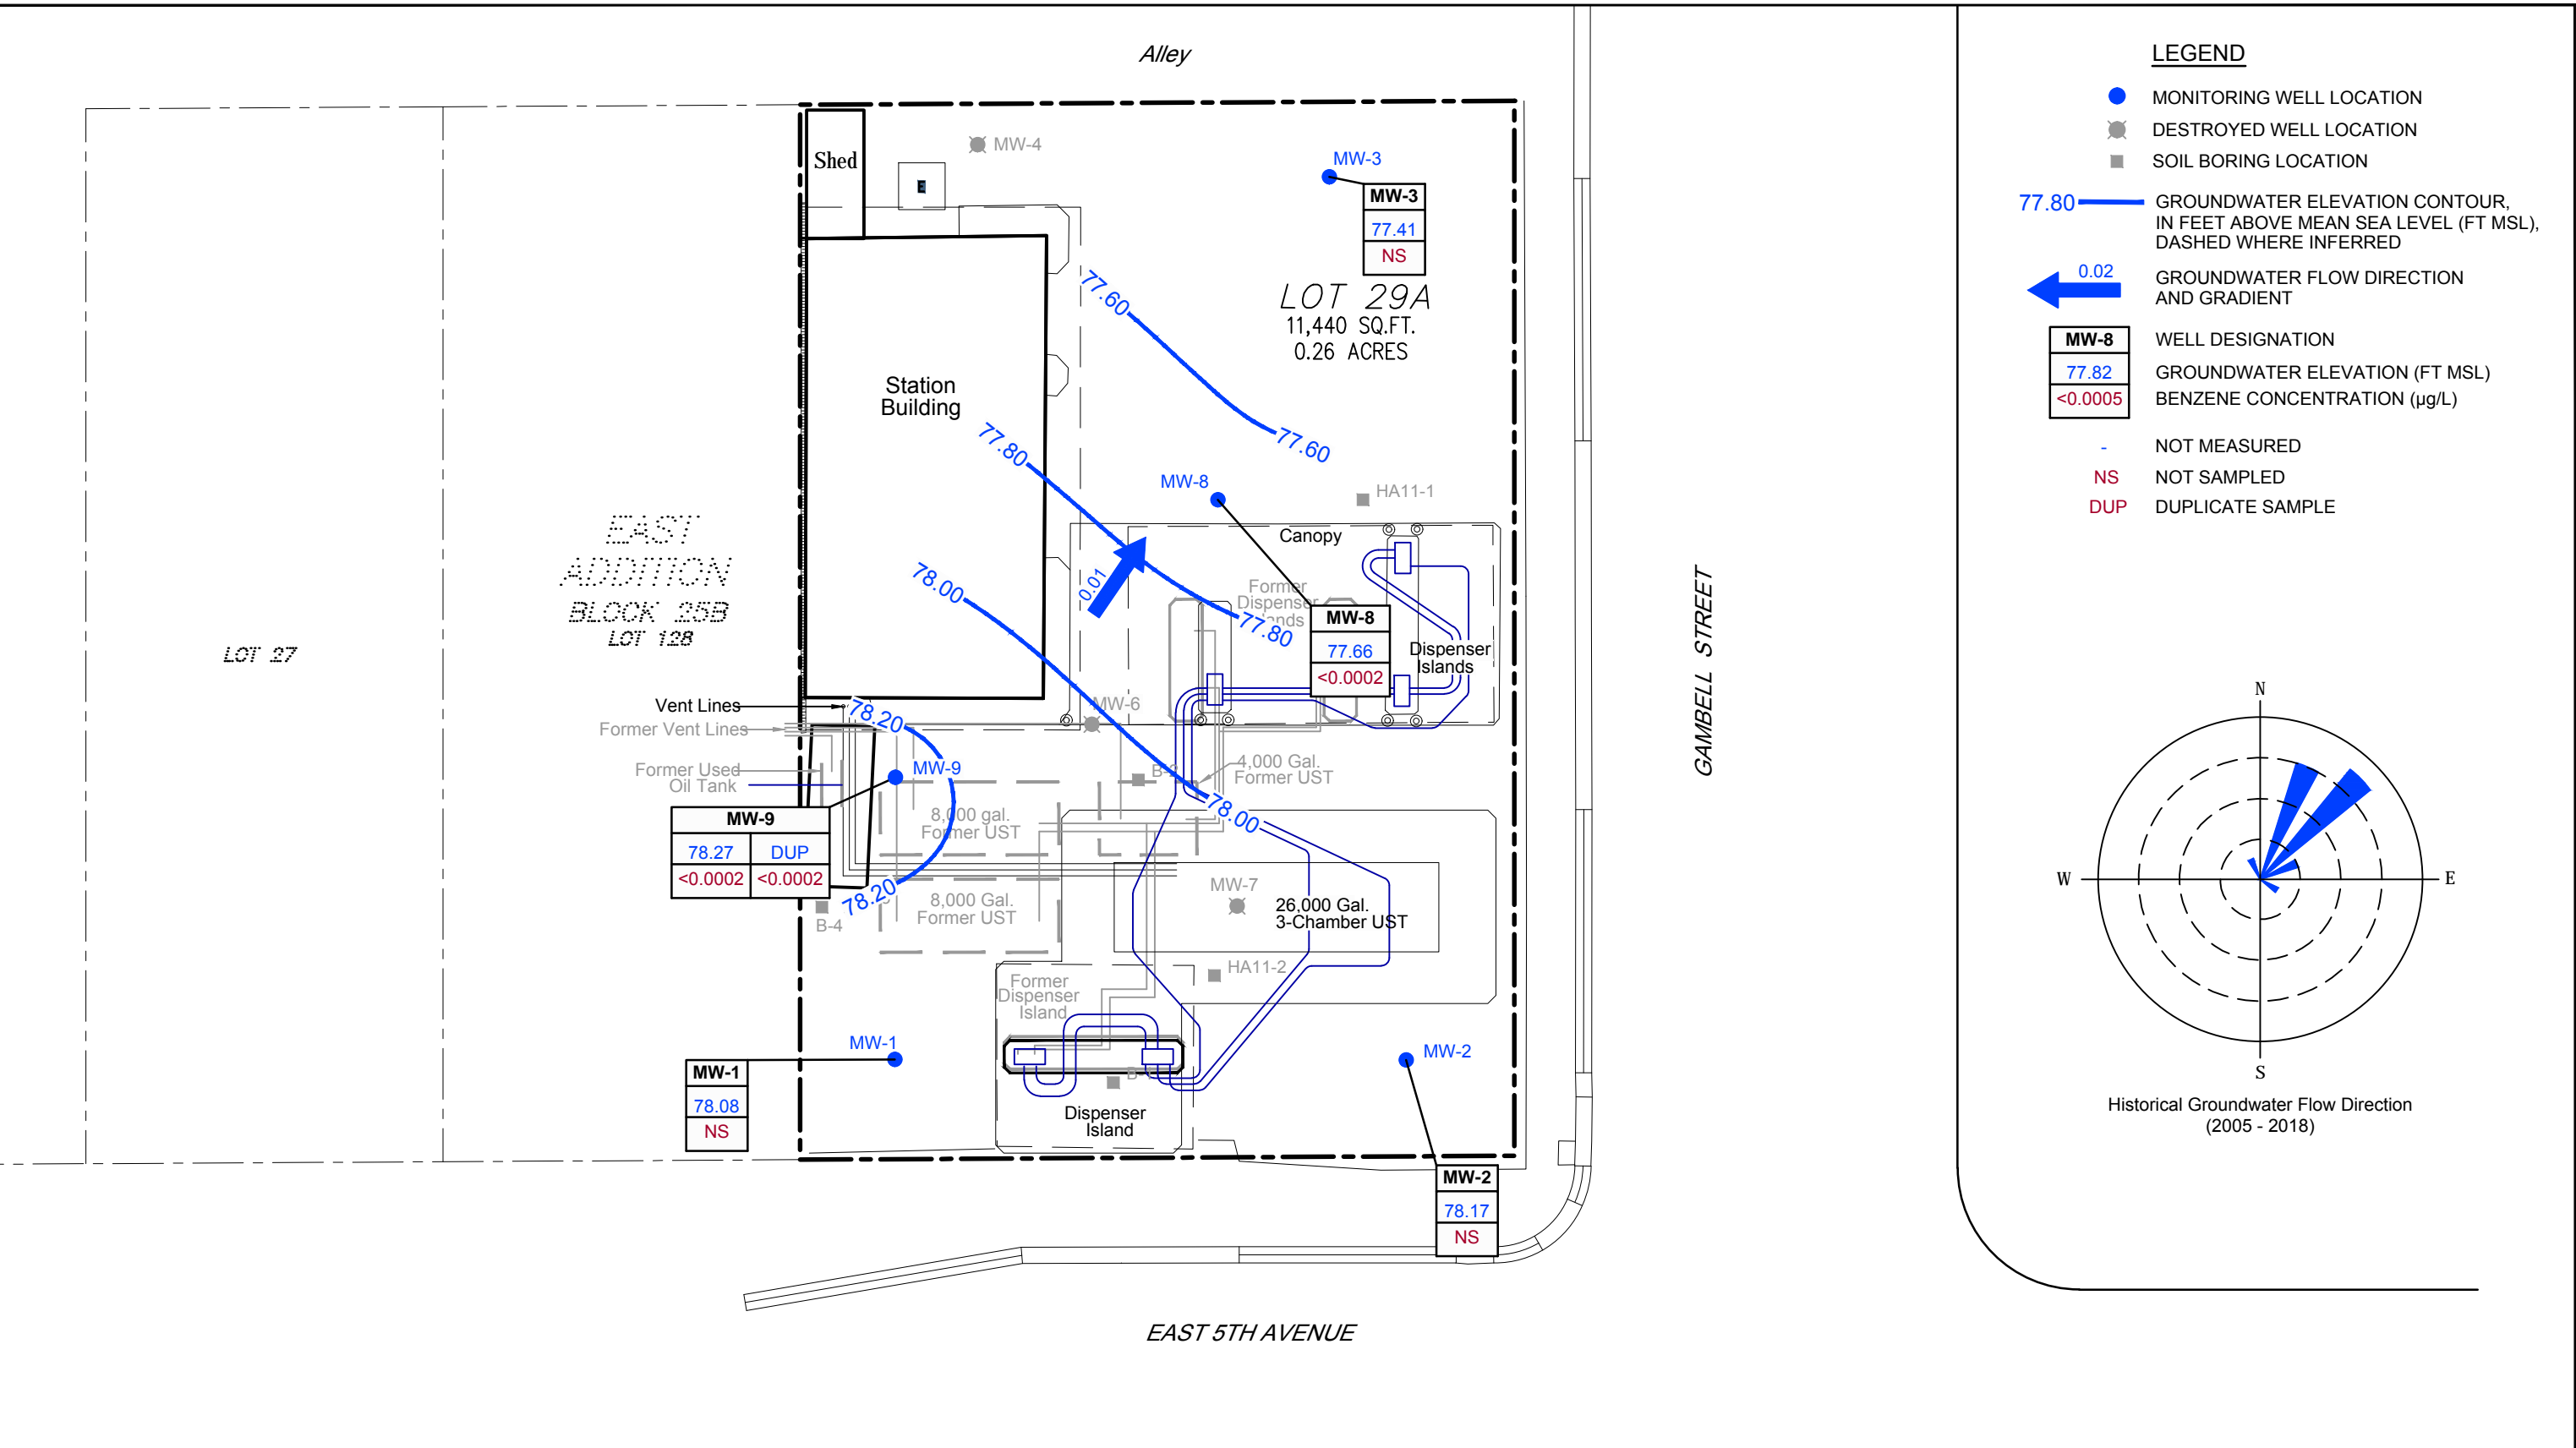 Alley
Shed
MW-4
MW-3
MW-3
77.41
NS
LOT 29A
11,440 SQ.FT.
0.26 ACRES
77.60
77.60
Station
Building
77.80
MW-8
HA11-1
Canopy
78.00
0.01
Former
Dispenser
77.80
MW-8
77.66
<0.0002
Dispenser
Islands
EAST
ADDITION
BLOCK 25B
LOT 128
LOT 27
GAMBELL STREET
Vent Lines
Former Vent Lines
78.20
MW-6
Former Used
Oil Tank
MW-9
4,000 Gal.
Former UST
78.00
8,000 gal.
Former UST
MW-9
78.27 DUP
<0.0002 <0.0002
78.20
8,000 Gal.
Former UST
B-4
MW-7
26,000 Gal.
3-Chamber UST
HA11-2
Former
Dispenser
Island
MW-1
MW-1
78.08
NS
Dispenser
Island
MW-2
MW-2
78.17
NS
EAST 5TH AVENUE
LEGEND
MONITORING WELL LOCATION
DESTROYED WELL LOCATION
SOIL BORING LOCATION
77.80 GROUNDWATER ELEVATION CONTOUR,
IN FEET ABOVE MEAN SEA LEVEL (FT MSL),
DASHED WHERE INFERRED
0.02 GROUNDWATER FLOW DIRECTION
AND GRADIENT
MW-8 WELL DESIGNATION
77.82 GROUNDWATER ELEVATION (FT MSL)
<0.0005 BENZENE CONCENTRATION (µg/L)
- NOT MEASURED
NS NOT SAMPLED
DUP DUPLICATE SAMPLE
N
W
E
S
Historical Groundwater Flow Direction
(2005 - 2018)